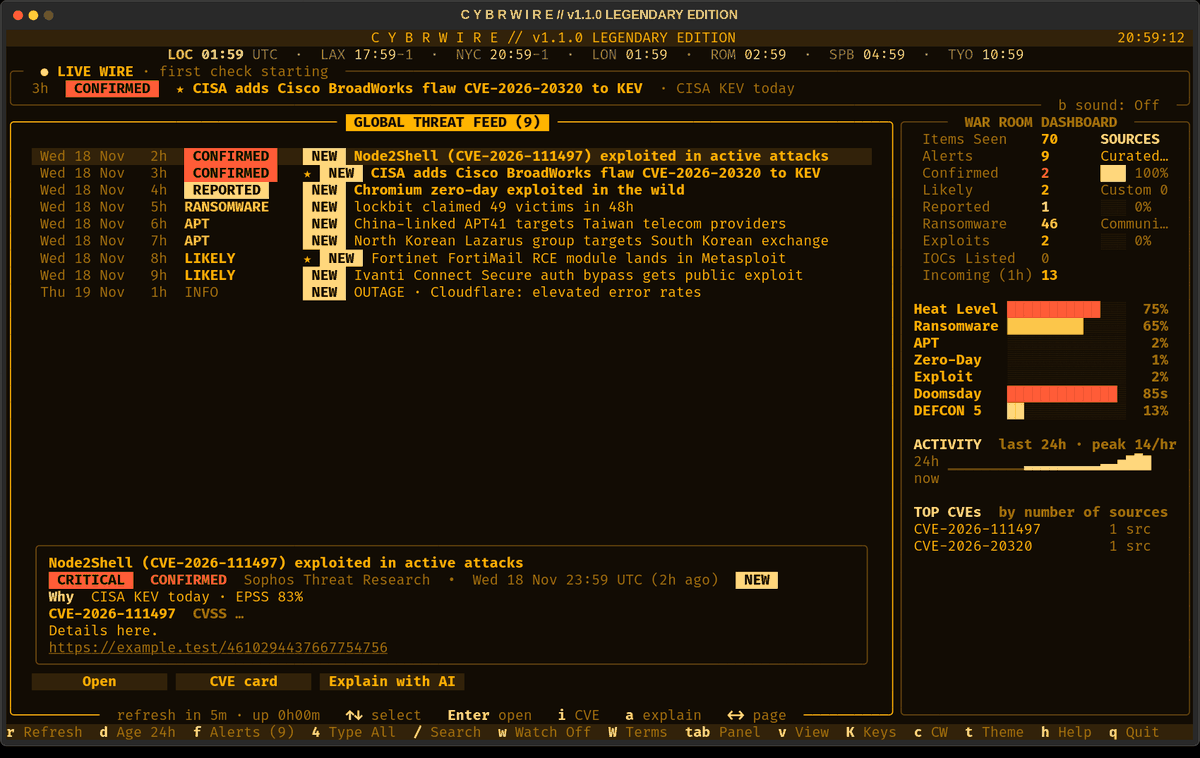 C Y B R W I R E // v1.1.0 LEGENDARY EDITION
C Y B R W I R E // v1.1.0 LEGENDARY EDITION 20:59:12
LOC 01:59 UTC · LAX 17:59-1 · NYC 20:59-1 · LON 01:59 · ROM 02:59 · SPB 04:59 · TYO 10:59
● LIVE WIRE · first check starting
3h CONFIRMED ★ CISA adds Cisco BroadWorks flaw CVE-2026-20320 to KEV · CISA KEV today
b sound: Off
GLOBAL THREAT FEED (9)
Wed 18 Nov 2h CONFIRMED NEW Node2Shell (CVE-2026-111497) exploited in active attacks
Wed 18 Nov 3h CONFIRMED ★ NEW CISA adds Cisco BroadWorks flaw CVE-2026-20320 to KEV
Wed 18 Nov 4h REPORTED NEW Chromium zero-day exploited in the wild
Wed 18 Nov 5h RANSOMWARE NEW lockbit claimed 49 victims in 48h
Wed 18 Nov 6h APT NEW China-linked APT41 targets Taiwan telecom providers
Wed 18 Nov 7h APT NEW North Korean Lazarus group targets South Korean exchange
Wed 18 Nov 8h LIKELY ★ NEW Fortinet FortiMail RCE module lands in Metasploit
Wed 18 Nov 9h LIKELY NEW Ivanti Connect Secure auth bypass gets public exploit
Thu 19 Nov 1h INFO NEW OUTAGE · Cloudflare: elevated error rates
Node2Shell (CVE-2026-111497) exploited in active attacks
CRITICAL CONFIRMED Sophos Threat Research · Wed 18 Nov 23:59 UTC (2h ago) NEW
Why CISA KEV today · EPSS 83%
CVE-2026-111497 CVSS …
Details here.
https://example.test/4610294437667754756
Open CVE card Explain with AI
refresh in 5m · up 0h00m ↑↓ select Enter open i CVE a explain ↔ page
WAR ROOM DASHBOARD
Items Seen 70 SOURCES
Alerts 9 Curated…
Confirmed 2 100%
Likely 2 Custom 0
Reported 1 0%
Ransomware 46 Communi…
Exploits 2 0%
IOCs Listed 0
Incoming (1h) 13
Heat Level 75%
Ransomware 65%
APT 2%
Zero-Day 1%
Exploit 2%
Doomsday 85s
DEFCON 5 13%
ACTIVITY last 24h · peak 14/hr
24h
now
TOP CVEs by number of sources
CVE-2026-111497 1 src
CVE-2026-20320 1 src
r Refresh d Age 24h f Alerts (9) 4 Type All / Search w Watch Off W Terms tab Panel v View K Keys c CW t Theme h Help q Quit